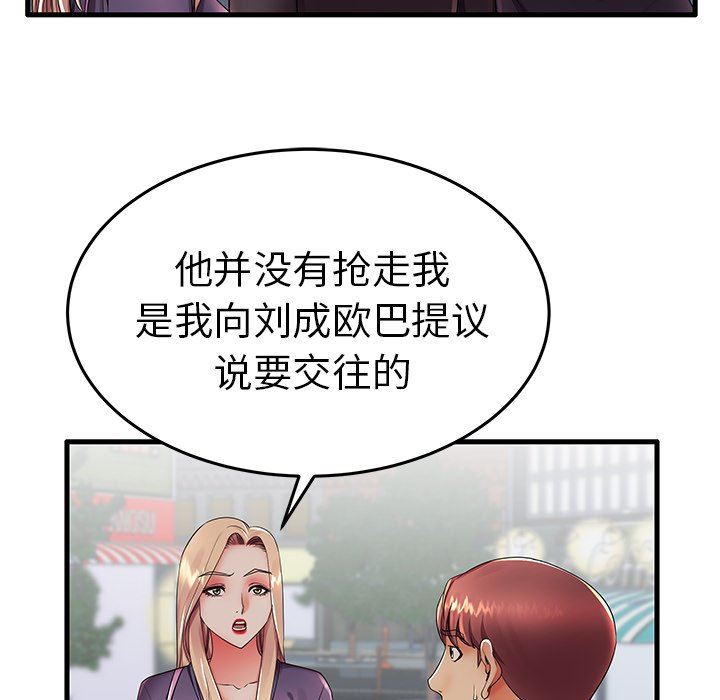 他并没有抢走我
是我向刘成欧巴提议
说要交往的